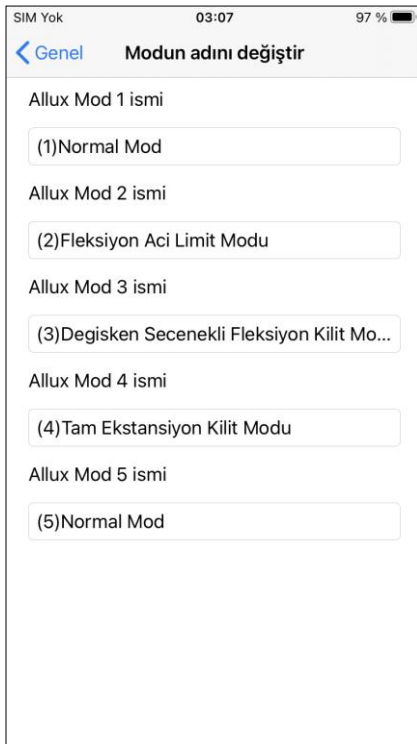 SIM Yok 03:07 97 %
Genel Modun adını değiştir
Allux Mod 1 ismi
(1)Normal Mod
Allux Mod 2 ismi
(2)Fleksiyon Aci Limit Modu
Allux Mod 3 ismi
(3)Degisken Secenekli Fleksiyon Kilit Mo...
Allux Mod 4 ismi
(4)Tam Ekstansiyon Kilit Modu
Allux Mod 5 ismi
(5)Normal Mod